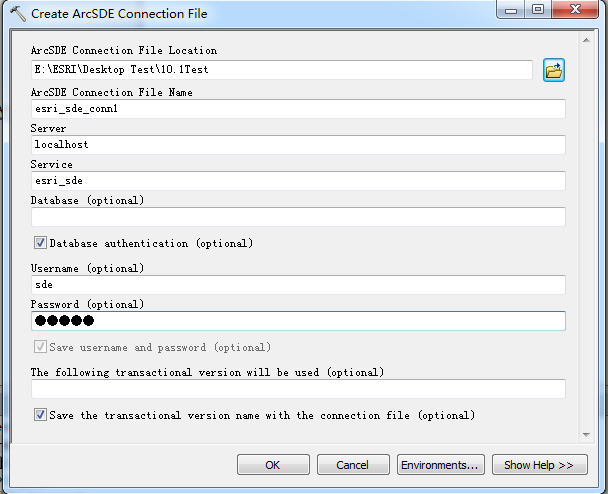 Create ArcSDE Connection File
ArcSDE Connection File Location
E:\ESRI\Desktop Test\10.1Test
ArcSDE Connection File Name
esri_sde_conn1
Server
localhost
Service
esri_sde
Database (optional)
Database authentication (optional)
Username (optional)
sde
Password (optional)
●●●●●
Save username and password (optional)
The following transactional version will be used (optional)
Save the transactional version name with the connection file (optional)
OK Cancel Environments... Show Help >>